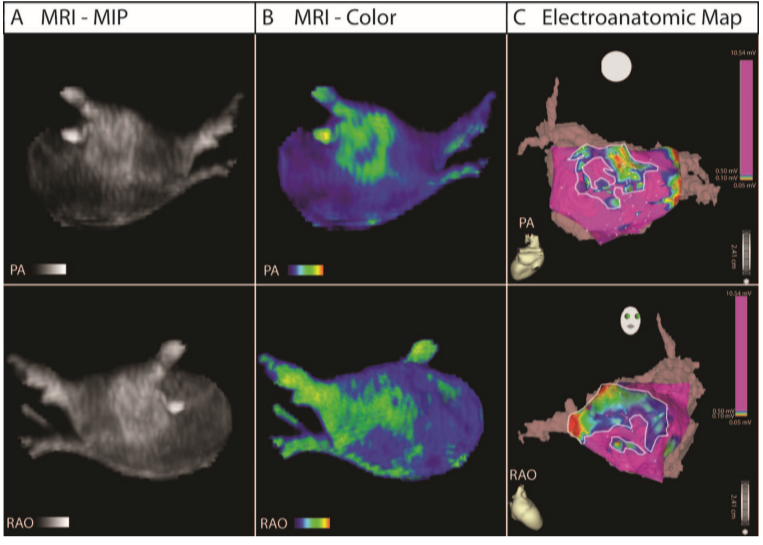 A MRI - MIP
B MRI - Color
C Electroanatomic Map
PA
PA
10.54 mV
0.50 mV
0.10 mV
0.05 mV
PA
2.41 cm
RAO
RAO
10.54 mV
0.50 mV
0.10 mV
0.05 mV
RAO
2.41 cm